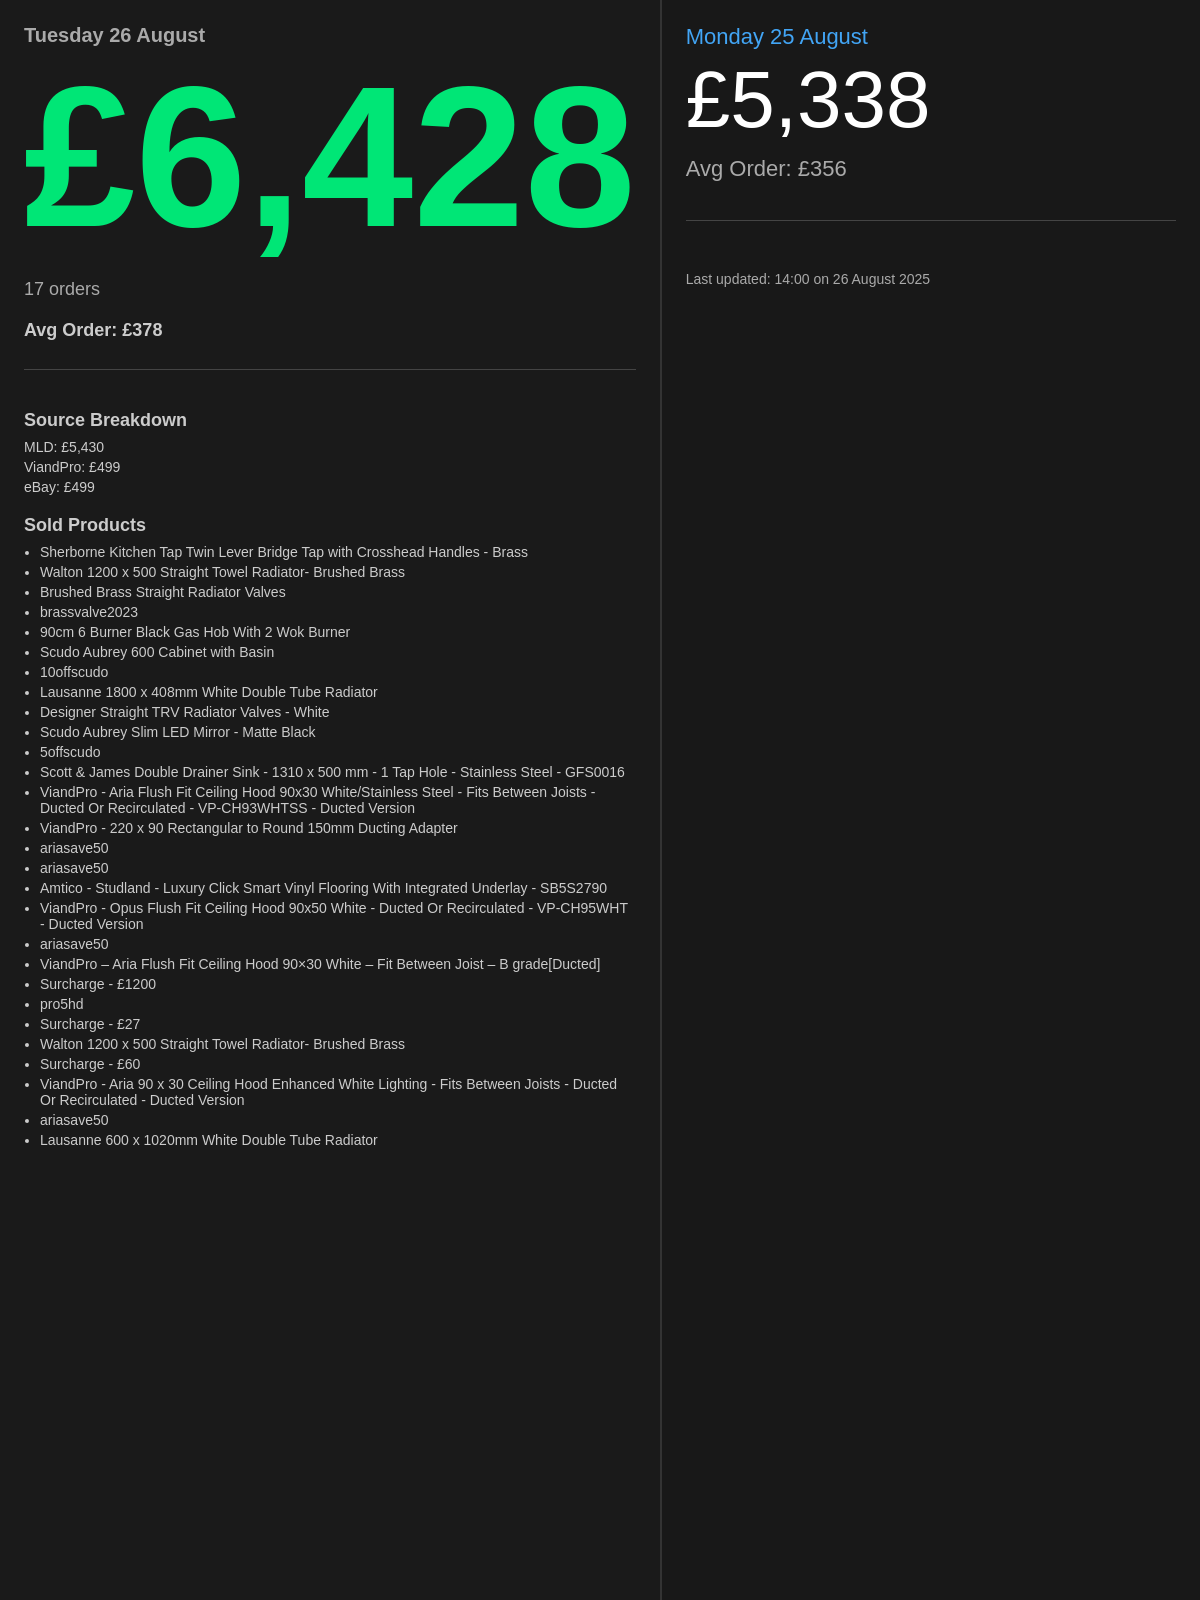 Tuesday 26 August
£6,428
17 orders
Avg Order: £378
Source Breakdown
MLD: £5,430
ViandPro: £499
eBay: £499
Sold Products
• Sherborne Kitchen Tap Twin Lever Bridge Tap with Crosshead Handles - Brass
• Walton 1200 x 500 Straight Towel Radiator- Brushed Brass
• Brushed Brass Straight Radiator Valves
• brassvalve2023
• 90cm 6 Burner Black Gas Hob With 2 Wok Burner
• Scudo Aubrey 600 Cabinet with Basin
• 10offscudo
• Lausanne 1800 x 408mm White Double Tube Radiator
• Designer Straight TRV Radiator Valves - White
• Scudo Aubrey Slim LED Mirror - Matte Black
• 5offscudo
• Scott & James Double Drainer Sink - 1310 x 500 mm - 1 Tap Hole - Stainless Steel - GFS0016
• ViandPro - Aria Flush Fit Ceiling Hood 90x30 White/Stainless Steel - Fits Between Joists -
Ducted Or Recirculated - VP-CH93WHTSS - Ducted Version
• ViandPro - 220 x 90 Rectangular to Round 150mm Ducting Adapter
• ariasave50
• ariasave50
• Amtico - Studland - Luxury Click Smart Vinyl Flooring With Integrated Underlay - SB5S2790
• ViandPro - Opus Flush Fit Ceiling Hood 90x50 White - Ducted Or Recirculated - VP-CH95WHT
- Ducted Version
• ariasave50
• ViandPro – Aria Flush Fit Ceiling Hood 90×30 White – Fit Between Joist – B grade[Ducted]
• Surcharge - £1200
• pro5hd
• Surcharge - £27
• Walton 1200 x 500 Straight Towel Radiator- Brushed Brass
• Surcharge - £60
• ViandPro - Aria 90 x 30 Ceiling Hood Enhanced White Lighting - Fits Between Joists - Ducted
Or Recirculated - Ducted Version
• ariasave50
• Lausanne 600 x 1020mm White Double Tube Radiator
Monday 25 August
£5,338
Avg Order: £356
Last updated: 14:00 on 26 August 2025